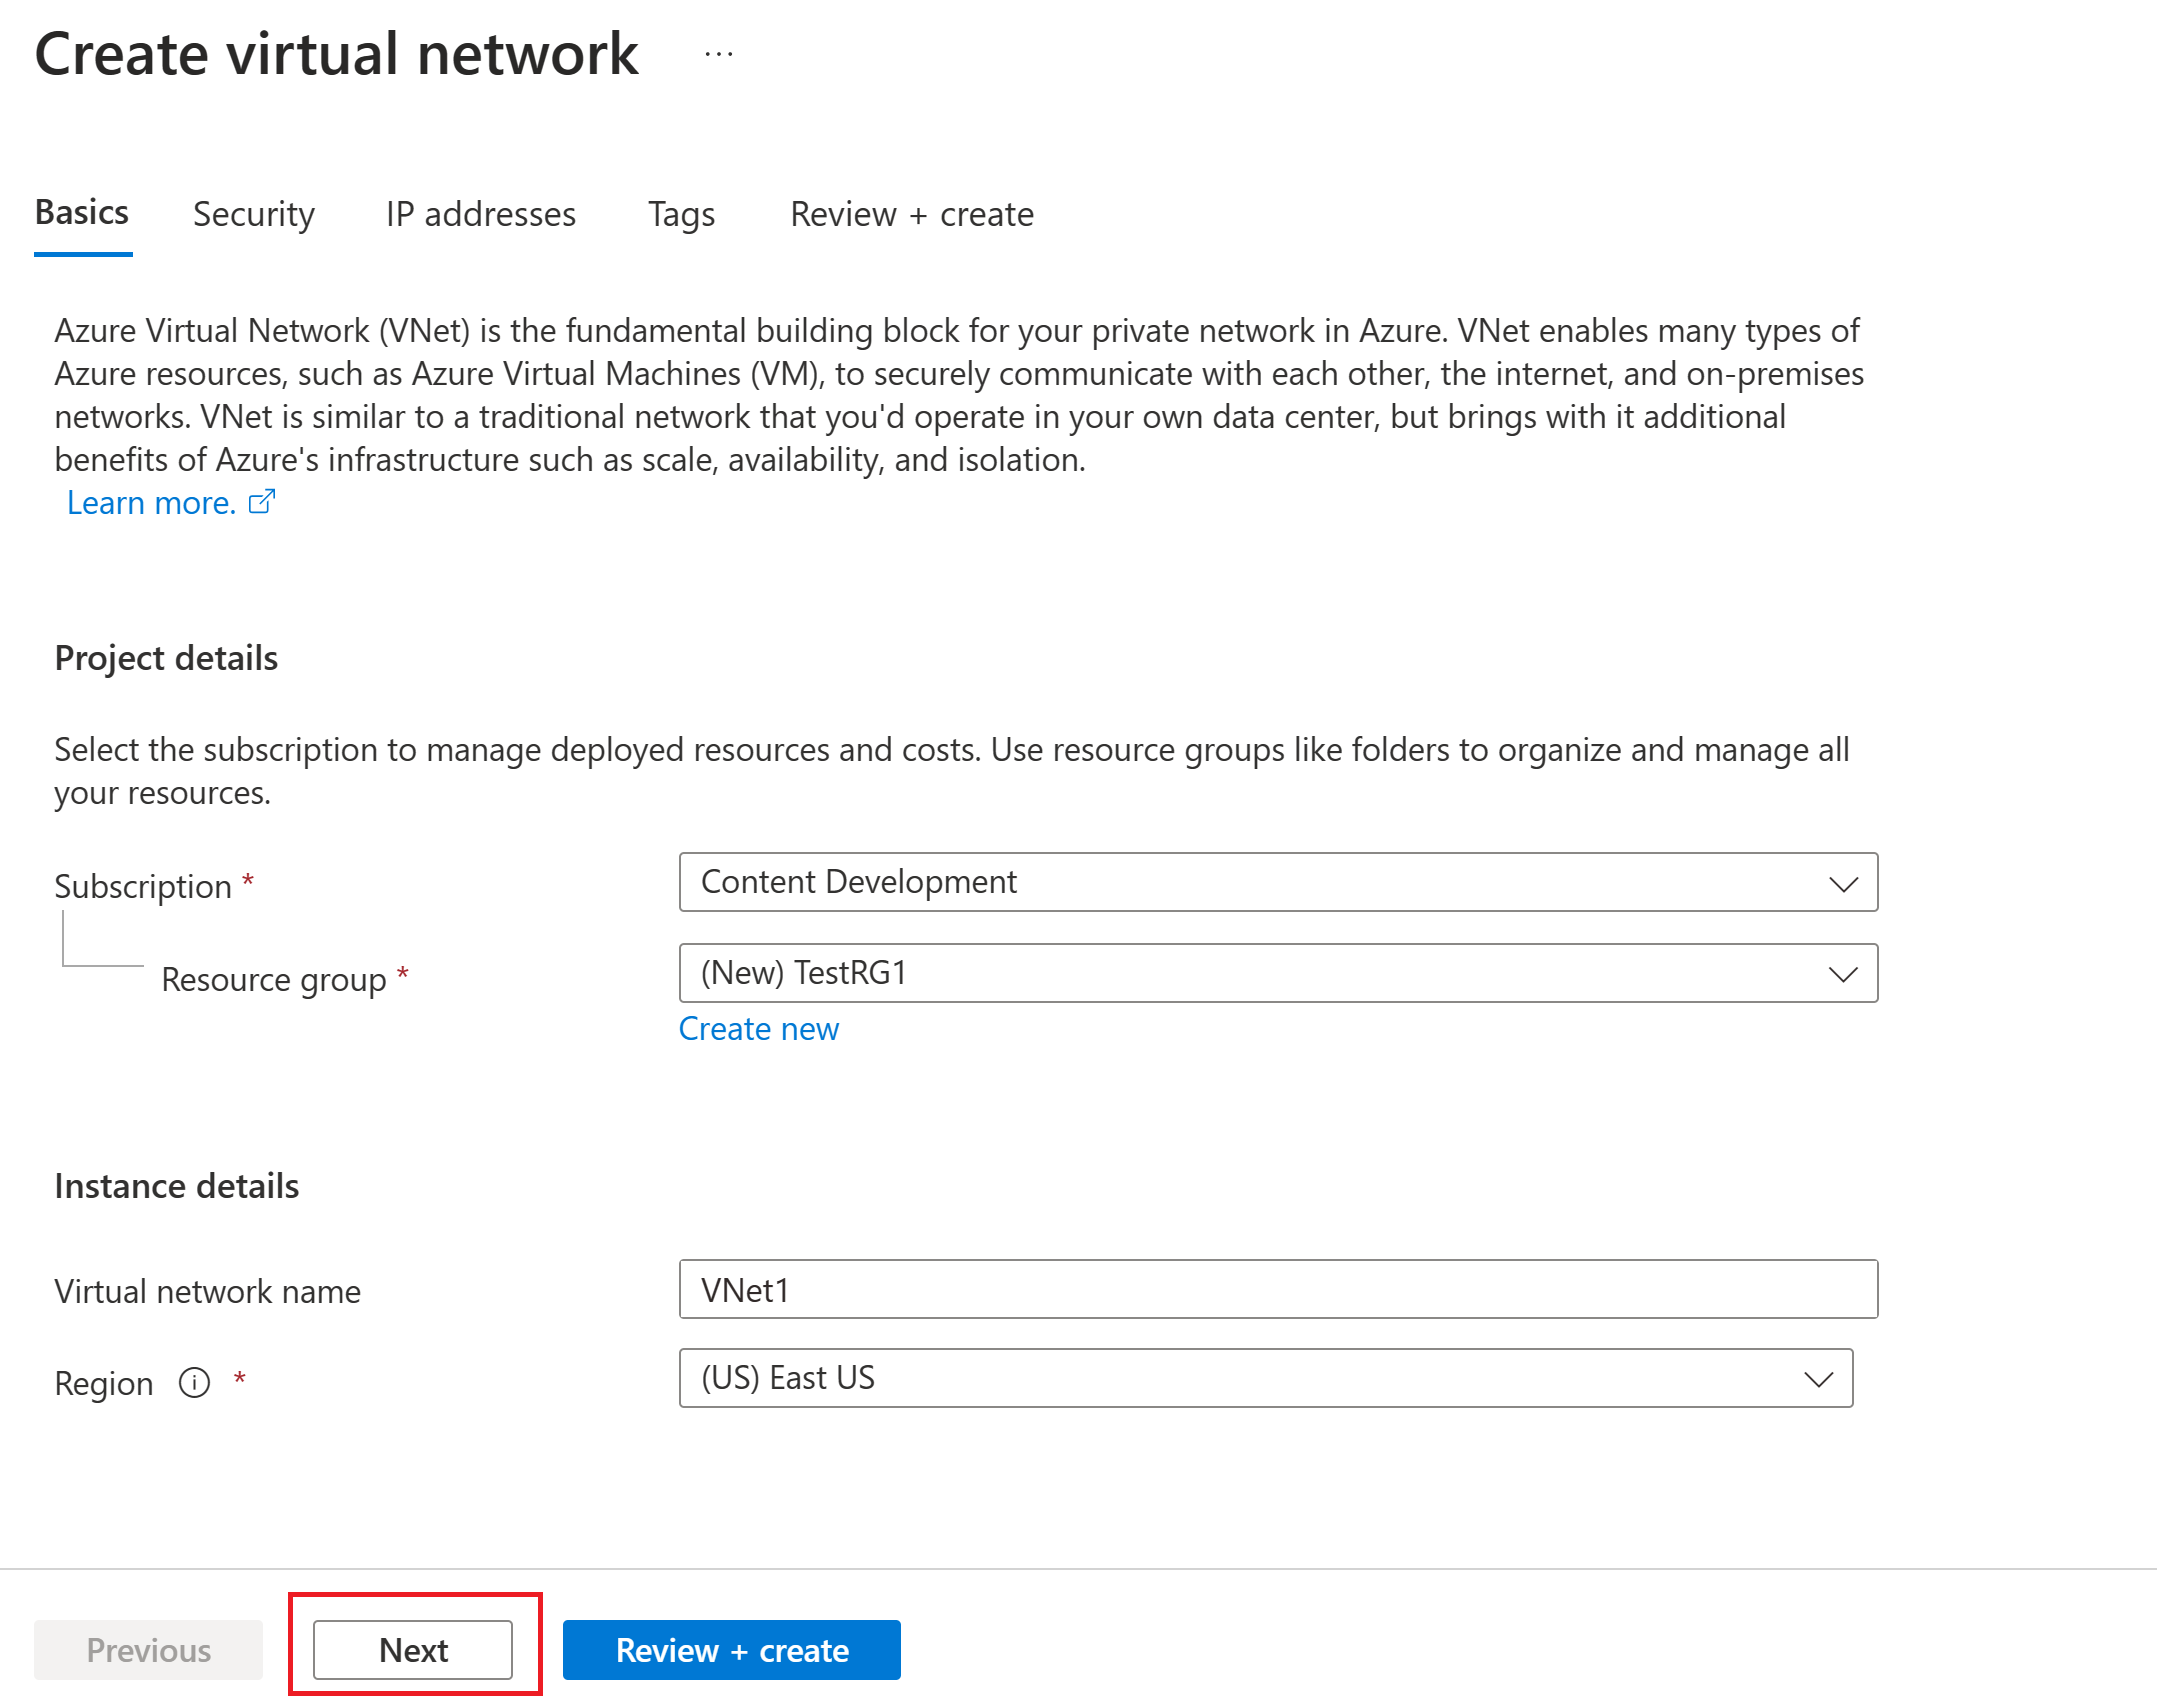 Create virtual network ...
Basics Security IP addresses Tags Review + create
Azure Virtual Network (VNet) is the fundamental building block for your private network in Azure. VNet enables many types of
Azure resources, such as Azure Virtual Machines (VM), to securely communicate with each other, the internet, and on-premises
networks. VNet is similar to a traditional network that you'd operate in your own data center, but brings with it additional
benefits of Azure's infrastructure such as scale, availability, and isolation.
Learn more.
Project details
Select the subscription to manage deployed resources and costs. Use resource groups like folders to organize and manage all
your resources.
Subscription * Content Development
Resource group * (New) TestRG1
Create new
Instance details
Virtual network name VNet1
Region * (US) East US
Previous Next Review + create